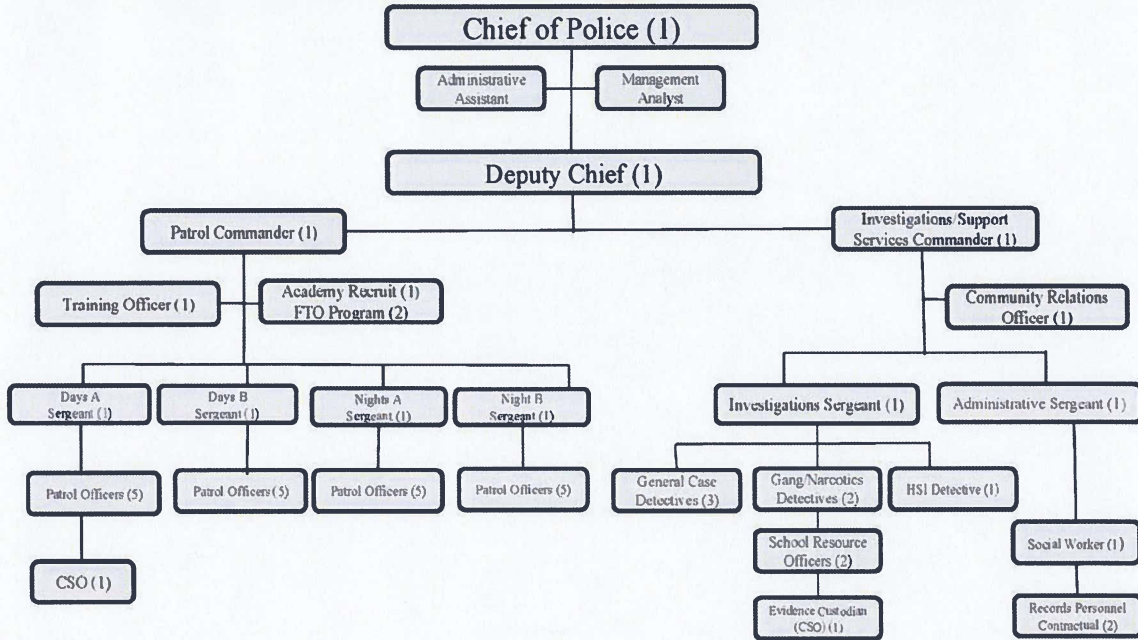 Chief of Police (1)
Administrative
Assistant
Management
Analyst
Deputy Chief (1)
Patrol Commander (1)
Investigations/Support
Services Commander (1)
Training Officer (1)
Academy Recruit (1)
FTO Program (2)
Community Relations
Officer (1)
Days A
Sergeant (1)
Days B
Sergeant (1)
Nights A
Sergeant (1)
Night B
Sergeant (1)
Investigations Sergeant (1)
Administrative Sergeant (1)
Patrol Officers (5)
Patrol Officers (5)
Patrol Officers (5)
Patrol Officers (5)
General Case
Detectives (3)
Gang/Narcotics
Detectives (2)
HSI Detective (1)
CSO (1)
School Resource
Officers (2)
Social Worker (1)
Evidence Custodian
(CSO) (1)
Records Personnel
Contractual (2)